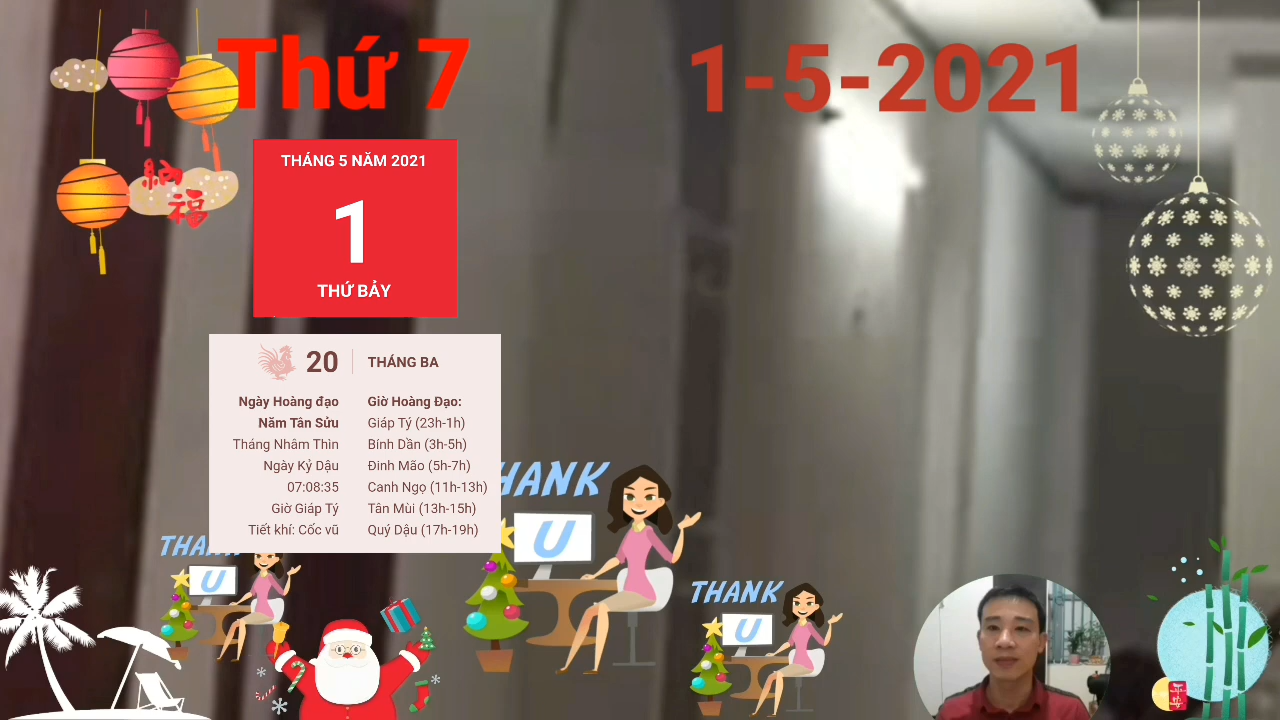 Thứ 7
1-5-2021
THÁNG 5 NĂM 2021
1
THỨ BẢY
納
福
20
THÁNG BA
Ngày Hoàng đạo
Năm Tân Sửu
Tháng Nhâm Thìn
Ngày Kỷ Dậu
07:08:35
Giờ Giáp Tý
Tiết khí: Cốc vũ
Giờ Hoàng Đạo:
Giáp Tý (23h-1h)
Bính Dần (3h-5h)
Đinh Mão (5h-7h)
Canh Ngọ (11h-13h)
Tân Mùi (13h-15h)
Quý Dậu (17h-19h)
HANK
U
THAN
U
THANK
U